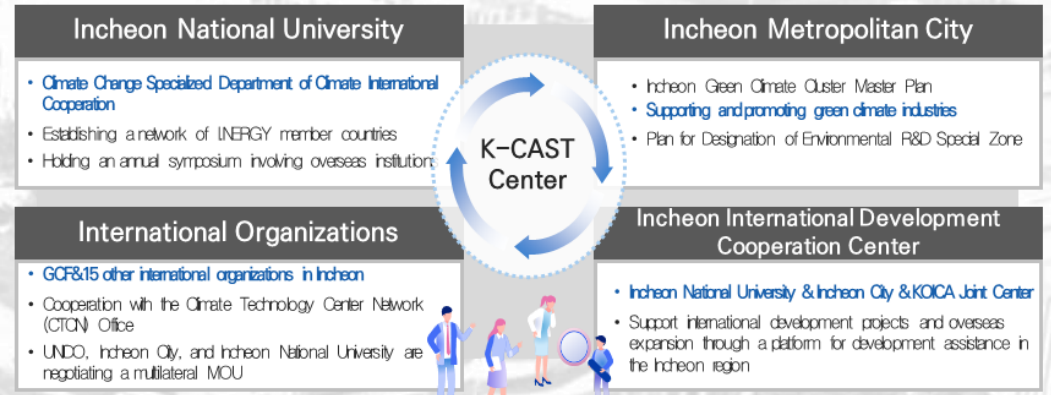 Incheon National University
• Climate Change Specialized Department of Climate International
Cooperation
• Establishing a network of I.NERGY member countries
• Holding an annual symposium involving overseas institutions
Incheon Metropolitan City
• Incheon Green Climate Cluster Master Plan
• Supporting and promoting green climate industries
• Plan for Designation of Environmental R&D Special Zone
K-CAST
Center
International Organizations
• GCF&15 other international organizations in Incheon
• Cooperation with the Climate Technology Center Network
(CTCN) Office
• UNIDO, Incheon City, and Incheon National University are
negotiating a multilateral MOU
Incheon International Development
Cooperation Center
• Incheon National University & Incheon City & KOICA Joint Center
• Support international development projects and overseas
expansion through a platform for development assistance in
the Incheon region